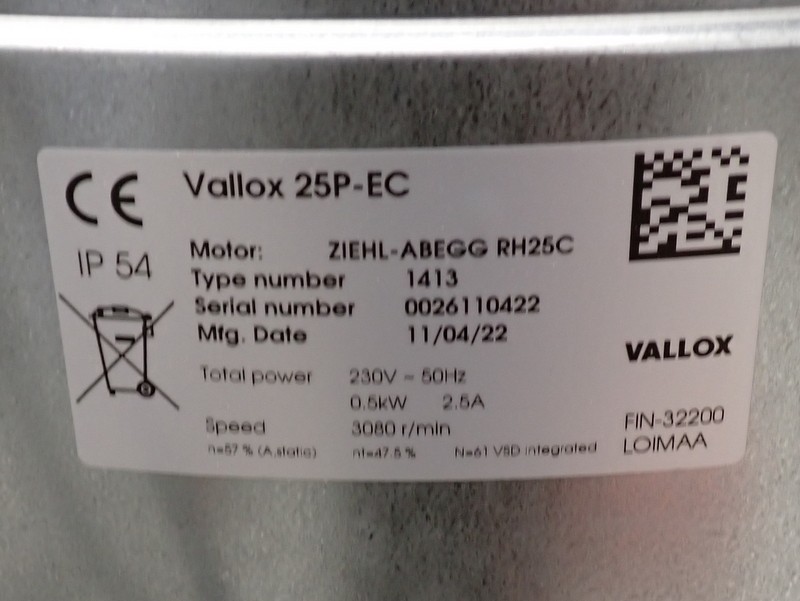 CE
Vallox 25P-EC
IP 54
Motor: ZIEHL-ABEGG RH25C
Type number 1413
Serial number 0026110422
Mfg. Date 11/04/22
VALLOX
Total power 230V ~ 50Hz
0.5kW 2.5A
Speed 3080 r/min
n=57 % (A.static) nt=47.5 % N=61 VSD integrated
FIN-32200
LOIMAA